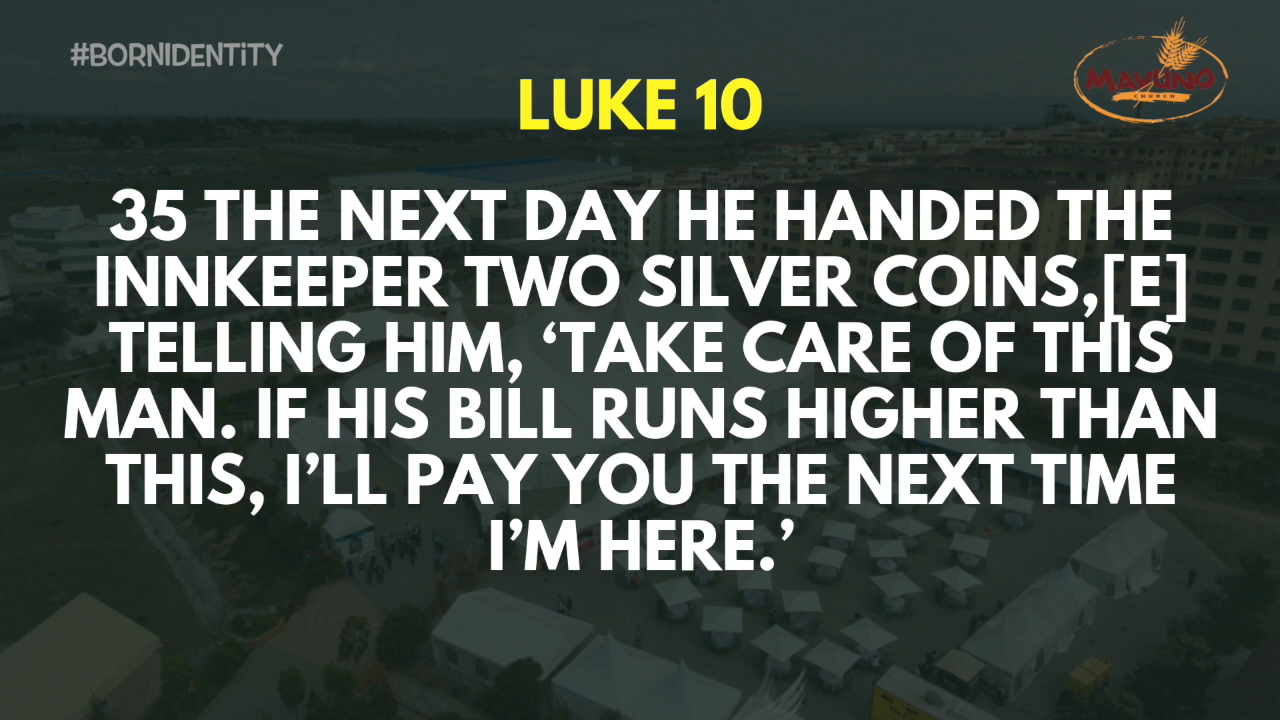 #BORNIDENTiTY
MAVUNO
CHURCH
LUKE 10
35 THE NEXT DAY HE HANDED THE
INNKEEPER TWO SILVER COINS,[E]
TELLING HIM, ‘TAKE CARE OF THIS
MAN. IF HIS BILL RUNS HIGHER THAN
THIS, I’LL PAY YOU THE NEXT TIME
I’M HERE.’